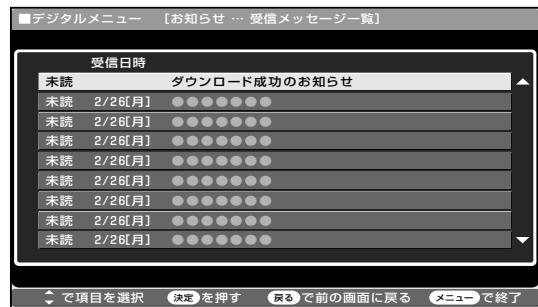 ■デジタルメニュー [お知らせ … 受信メッセージ一覧]
受信日時
未読 ダウンロード成功のお知らせ
未読 2/26[月] ●●●●●●●
未読 2/26[月] ●●●●●●●
未読 2/26[月] ●●●●●●●
未読 2/26[月] ●●●●●●●
未読 2/26[月] ●●●●●●●
未読 2/26[月] ●●●●●●●
未読 2/26[月] ●●●●●●●
未読 2/26[月] ●●●●●●●
で項目を選択 決定を押す 戻るで前の画面に戻る メニューで終了